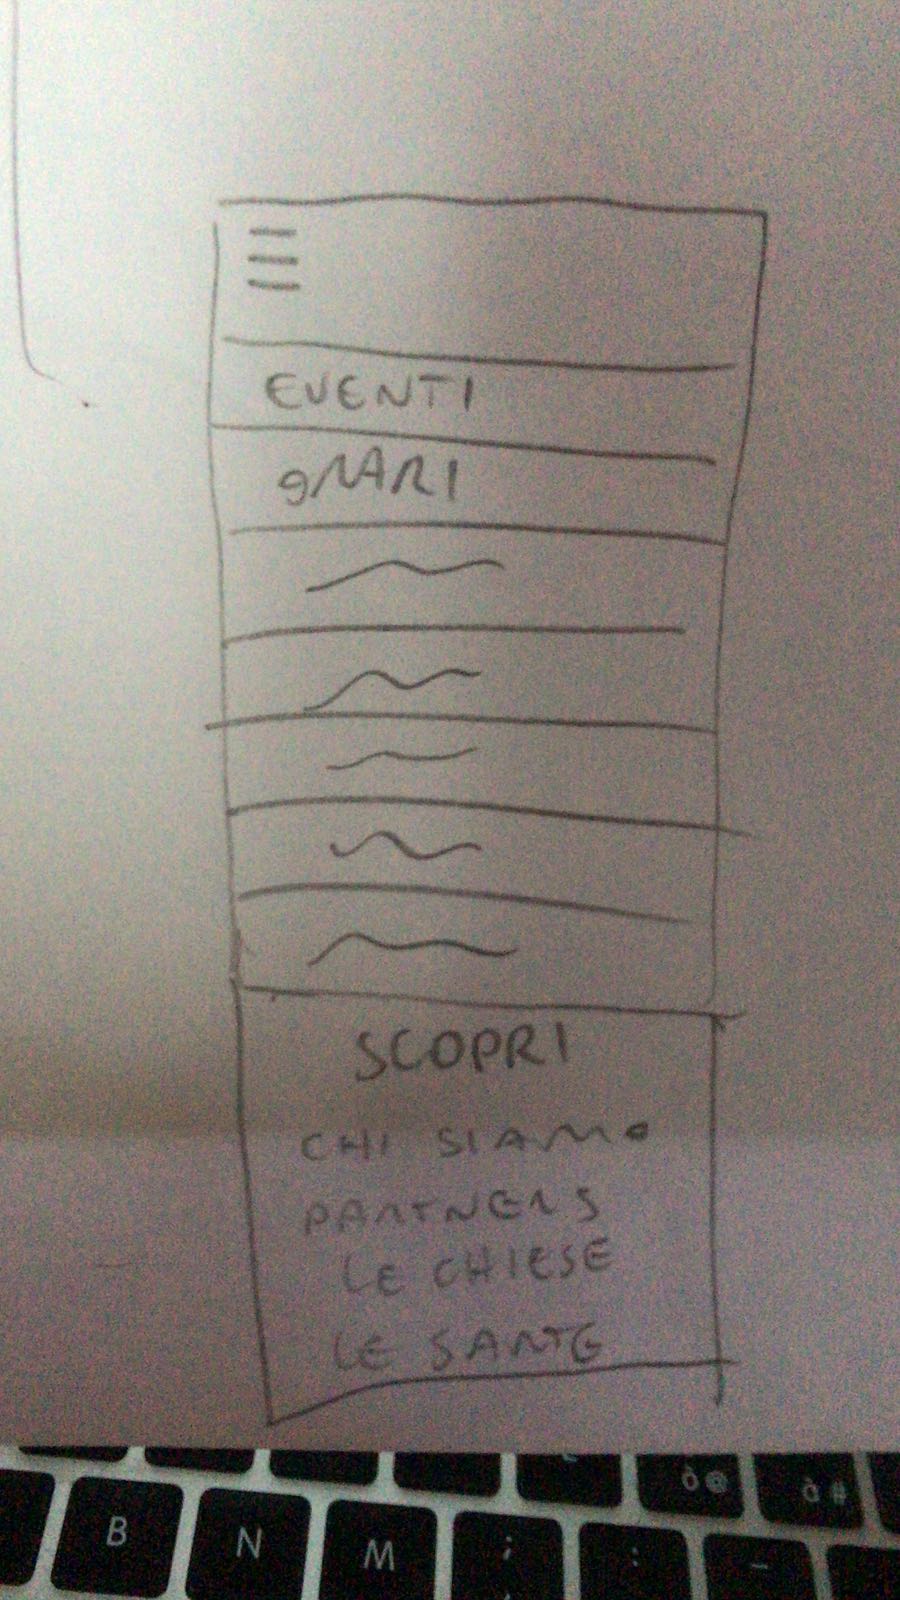 EVENTI
ORARI
SCOPRI
CHI SIAMO
PARTNERS
LE CHIESE
LE SANTE
B N M ; :
ò @
à #
, _